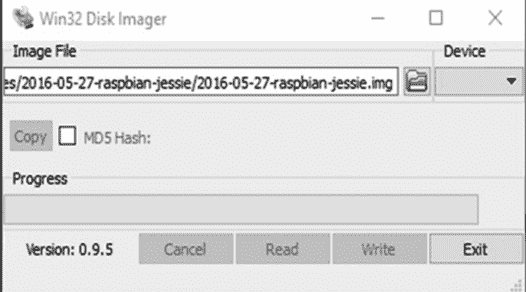 Win32 Disk Imager
Image File
Device
es/2016-05-27-raspbian-jessie/2016-05-27-raspbian-jessie.img
Copy
MD5 Hash:
Progress
Version: 0.9.5
Cancel
Read
Write
Exit